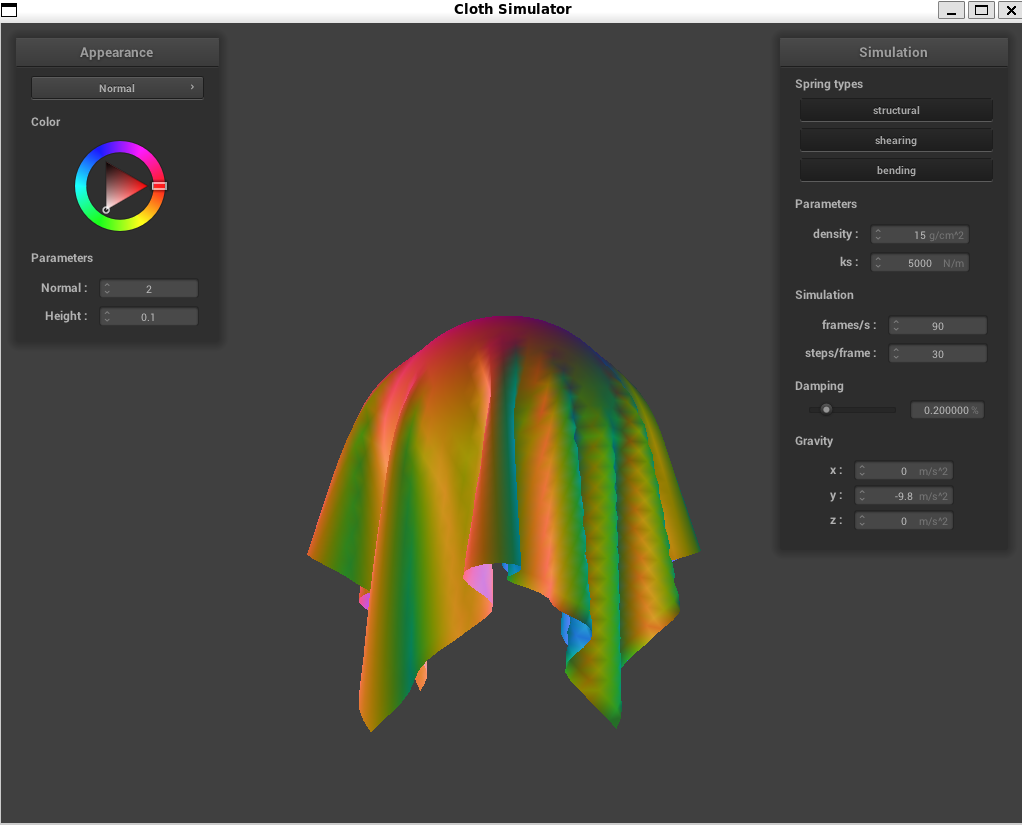 Cloth Simulator
Appearance
Normal
Color
Parameters
Normal : 2
Height : 0.1
Simulation
Spring types
structural
shearing
bending
Parameters
density : 15 g/cm^2
ks : 5000 N/m
Simulation
frames/s : 90
steps/frame : 30
Damping
0.200000 %
Gravity
x : 0 m/s^2
y : -9.8 m/s^2
z : 0 m/s^2